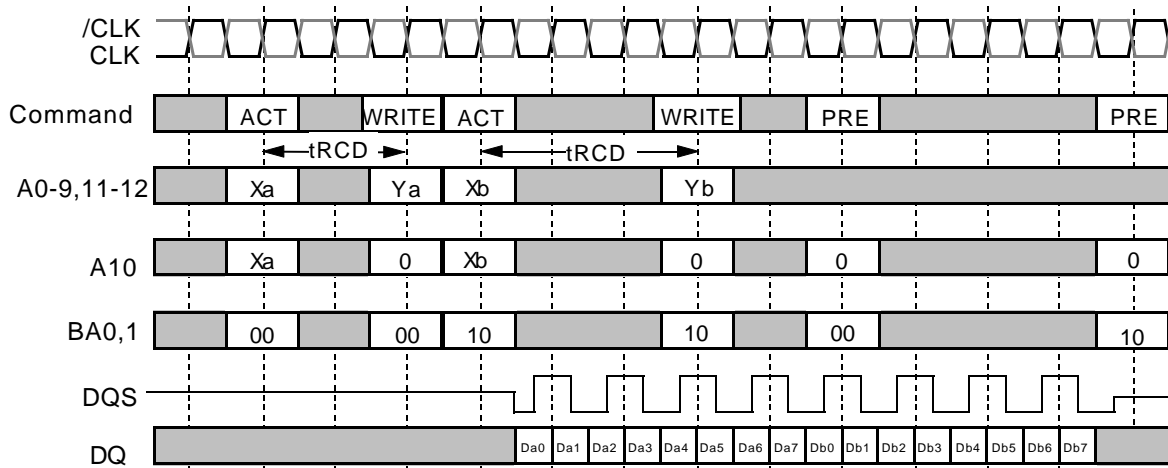 /CLK
CLK
Command ACT WRITE ACT WRITE PRE PRE
tRCD tRCD
A0-9,11-12 Xa Ya Xb Yb
A10 Xa 0 Xb 0 0 0
BA0,1 00 00 10 10 00 10
DQS
DQ Da0 Da1 Da2 Da3 Da4 Da5 Da6 Da7 Db0 Db1 Db2 Db3 Db4 Db5 Db6 Db7